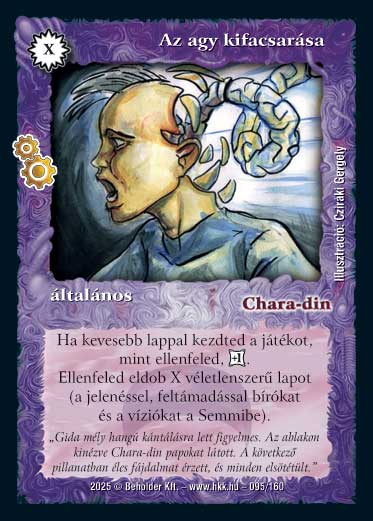 X
Az agy kifacsarása
Illusztráció: Cziráki Gergely
általános
Chara-din
Ha kevesebb lappal kezdted a játékot,
mint ellenfeled, +1.
Ellenfeled eldob X véletlenszerű lapot
(a jelenéssel, feltámadással bírókat
és a víziókat a Semmibe).
„Gida mély hangú kántálásra lett figyelmes. Az ablakon
kinézve Chara-din papokat látott. A következő
pillanatban éles fájdalmat érzett, és minden elsötétült.”
2025 © Beholder Kft. – www.hkk.hu – 095/160